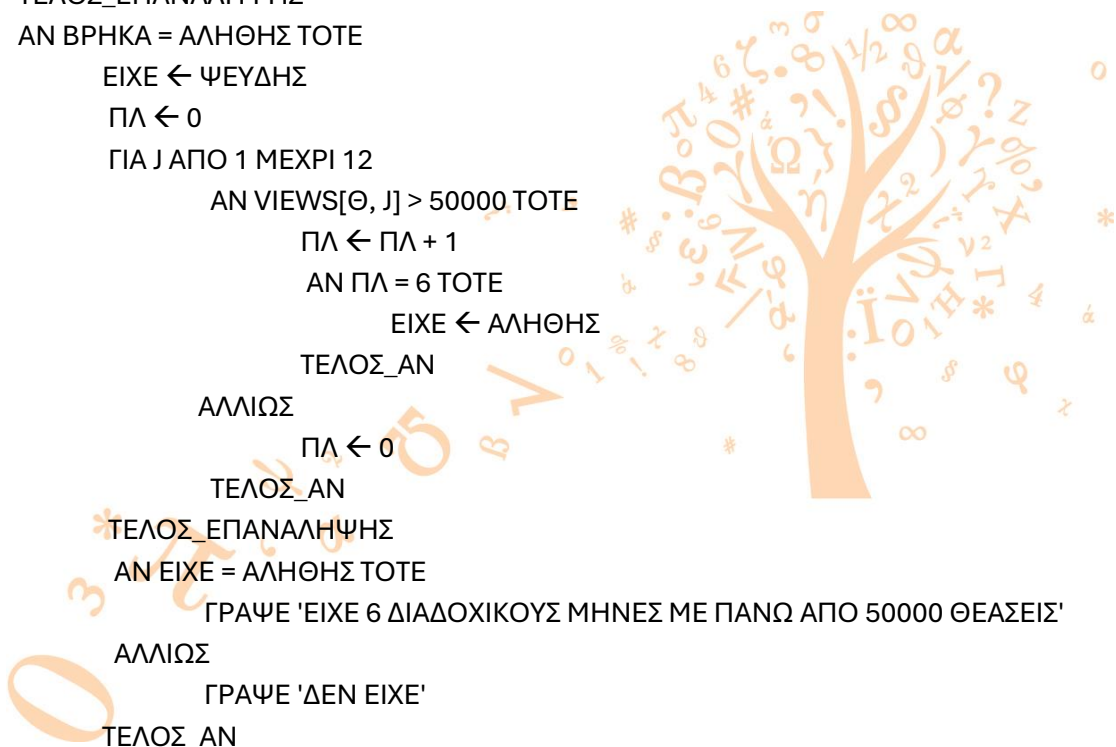 ΤΕΛΟΣ_ΕΠΑΝΑΛΗΨΗΣ
ΑΝ ΒΡΗΚΑ = ΑΛΗΘΗΣ ΤΟΤΕ
ΕΙΧΕ ← ΨΕΥΔΗΣ
ΠΛ ← 0
ΓΙΑ J ΑΠΟ 1 ΜΕΧΡΙ 12
ΑΝ VIEWS[Θ, J] > 50000 ΤΟΤΕ
ΠΛ ← ΠΛ + 1
ΑΝ ΠΛ = 6 ΤΟΤΕ
ΕΙΧΕ ← ΑΛΗΘΗΣ
ΤΕΛΟΣ_ΑΝ
ΑΛΛΙΩΣ
ΠΛ ← 0
ΤΕΛΟΣ_ΑΝ
ΤΕΛΟΣ_ΕΠΑΝΑΛΗΨΗΣ
ΑΝ ΕΙΧΕ = ΑΛΗΘΗΣ ΤΟΤΕ
ΓΡΑΨΕ 'ΕΙΧΕ 6 ΔΙΑΔΟΧΙΚΟΥΣ ΜΗΝΕΣ ΜΕ ΠΑΝΩ ΑΠΟ 50000 ΘΕΑΣΕΙΣ'
ΑΛΛΙΩΣ
ΓΡΑΨΕ 'ΔΕΝ ΕΙΧΕ'
ΤΕΛΟΣ_ΑΝ